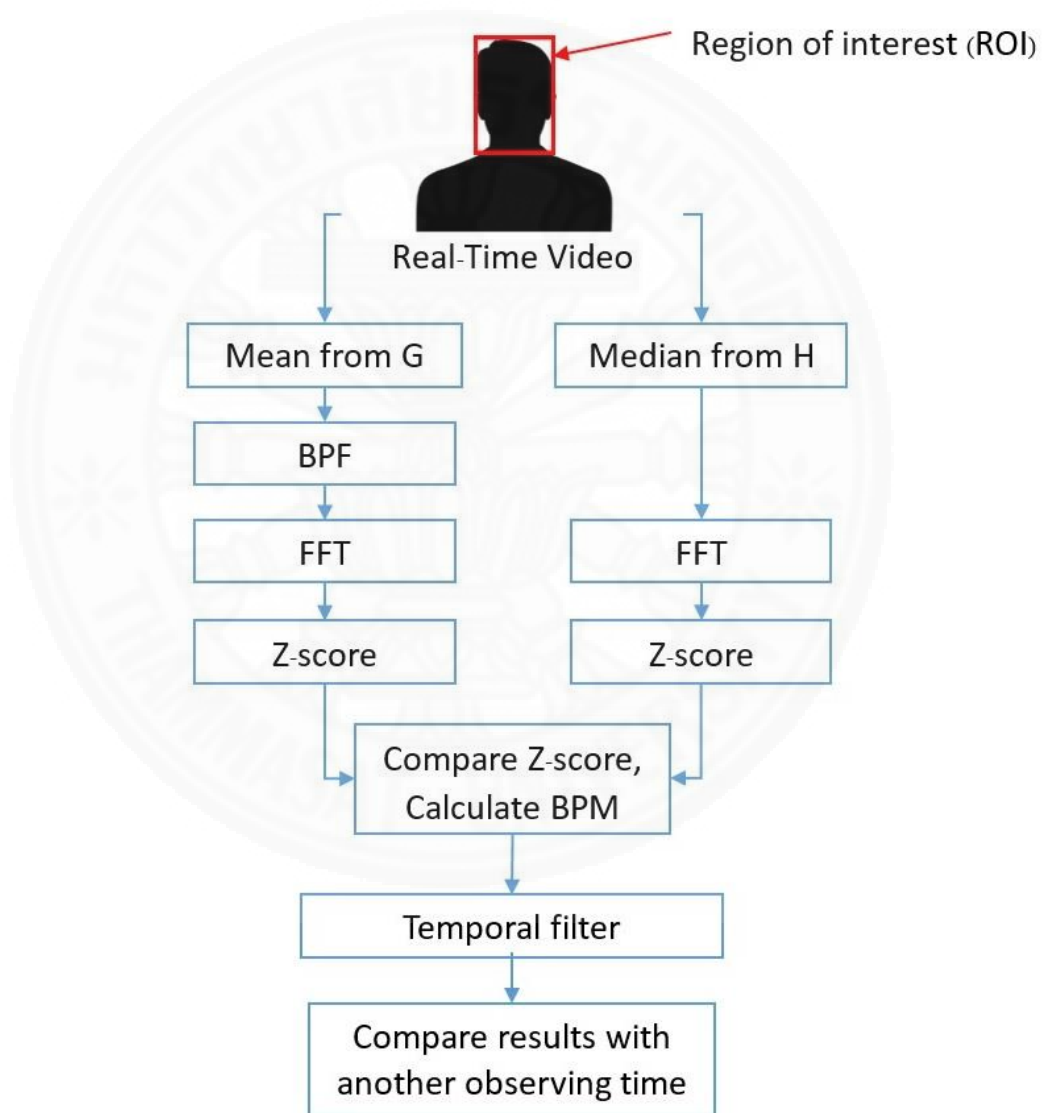 Region of interest (ROI)
Real-Time Video
Mean from G
Median from H
BPF
FFT
FFT
Z-score
Z-score
Compare Z-score,
Calculate BPM
Temporal filter
Compare results with
another observing time